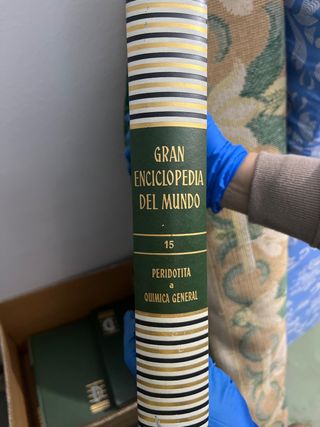 GRAN
ENCICLOPEDIA
DEL MUNDO
15
PERIDOTITA
a
QUIMICA GENERAL